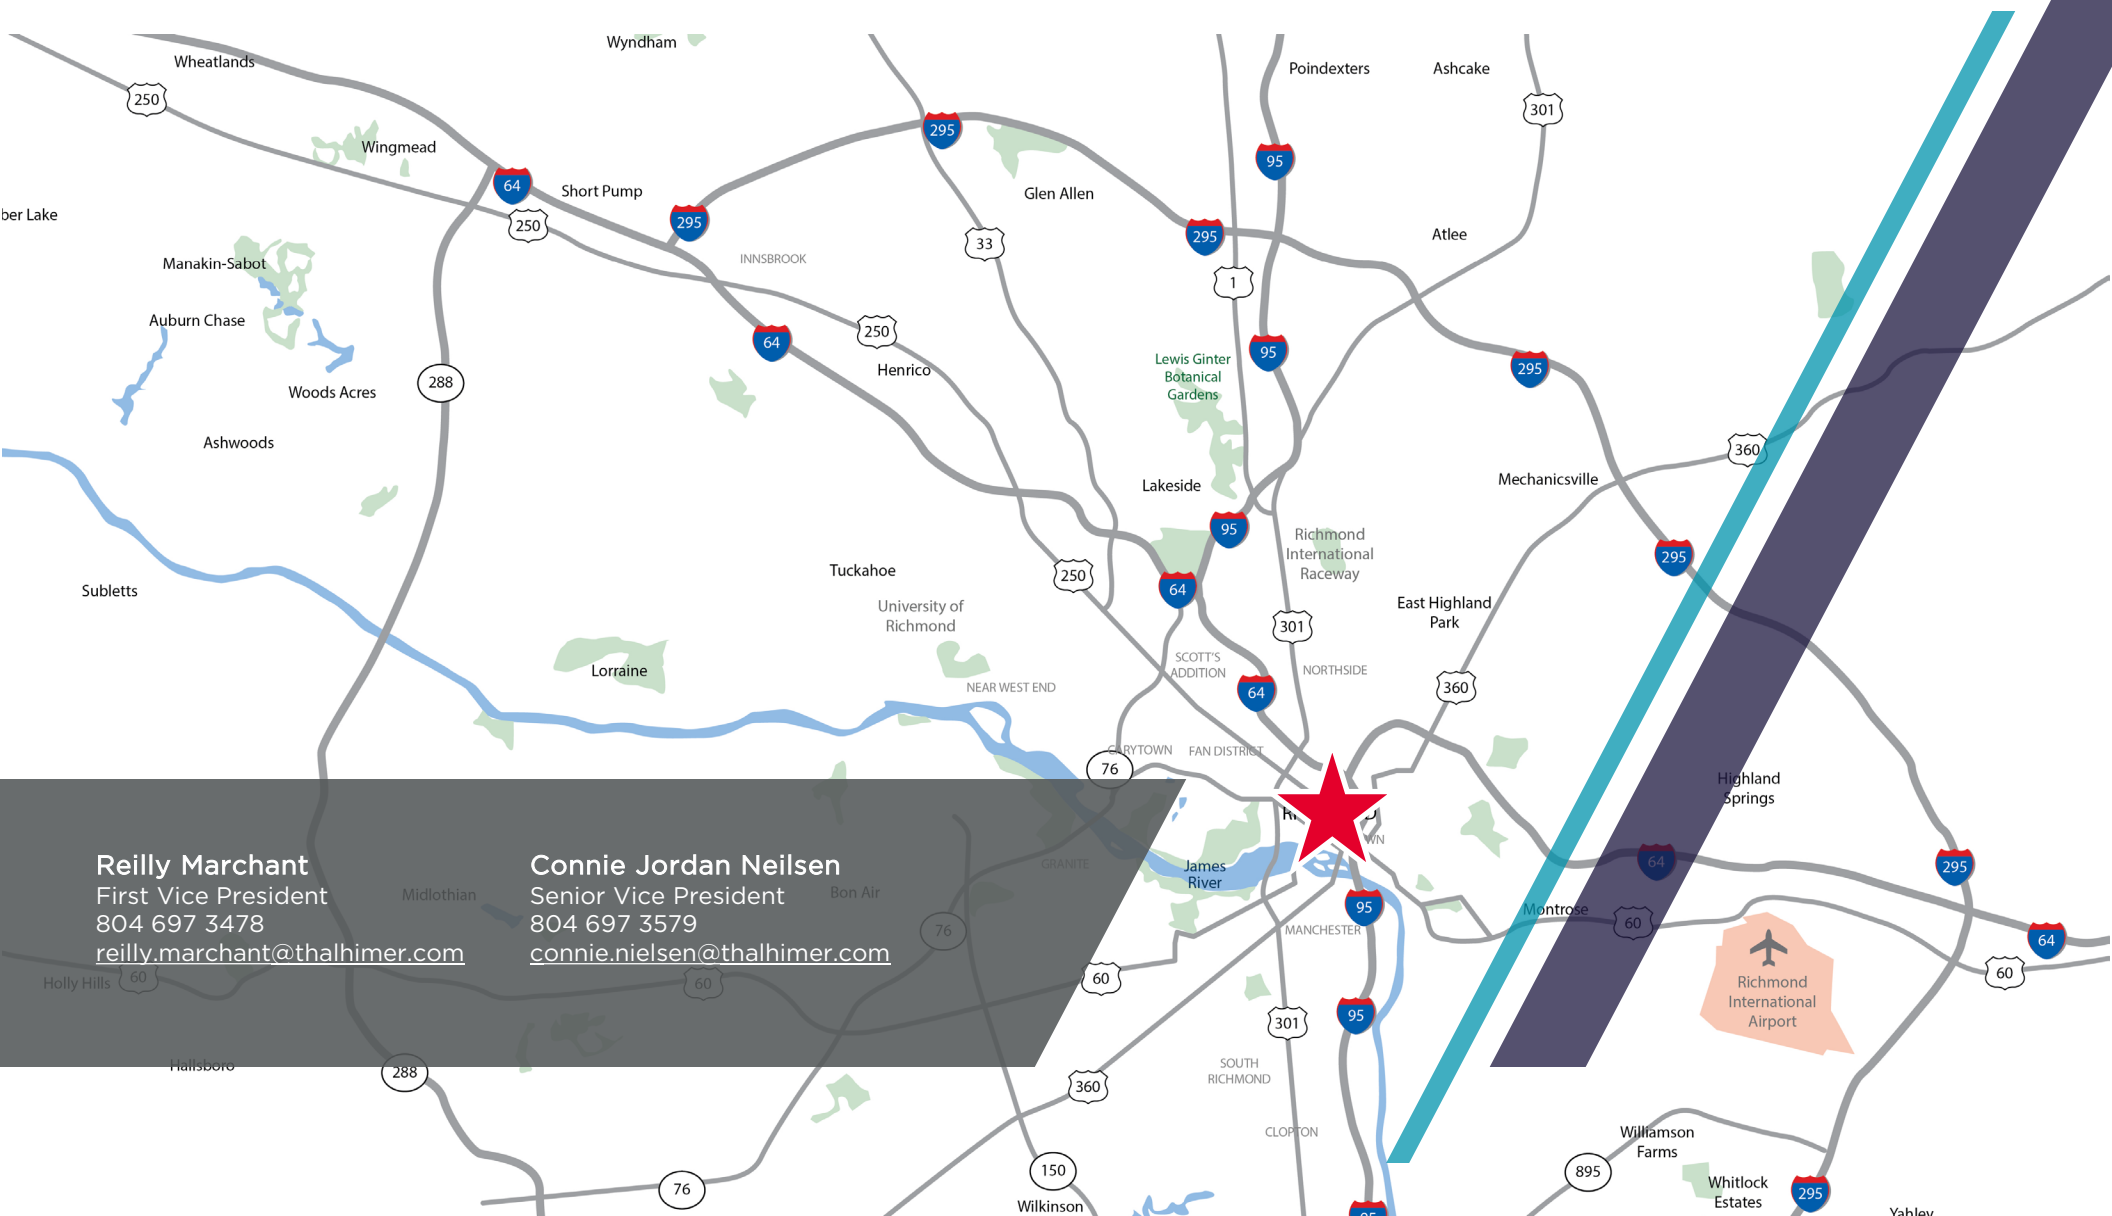 Wyndham
Wheatlands
Poindexters
Ashcake
250
301
295
Wingmead
95
64
Short Pump
Glen Allen
ber Lake
250
295
33
295
Atlee
INNSBROOK
Manakin-Sabot
1
Auburn Chase
250
64
95
Lewis Ginter
Botanical
Gardens
Henrico
295
288
Woods Acres
Ashwoods
360
Mechanicsville
Lakeside
95
Richmond
International
Raceway
295
Tuckahoe
250
64
Subletts
University of
Richmond
East Highland
Park
301
SCOTT'S
ADDITION
NORTHSIDE
Lorraine
NEAR WEST END
64
360
CARYTOWN
FAN DISTRICT
76
Highland
Springs
James
River
GRANITE
64
295
Reilly Marchant
First Vice President
804 697 3478
reilly.marchant@thalhimer.com
Connie Jordan Neilsen
Senior Vice President
804 697 3579
connie.nielsen@thalhimer.com
Midlothian
Bon Air
95
Montrose
60
76
MANCHESTER
64
Holly Hills
60
60
60
60
Richmond
International
Airport
301
95
Hallsboro
288
SOUTH
RICHMOND
360
CLOPTON
Williamson
Farms
150
895
76
Whitlock
Estates
295
Wilkinson
95
Yahley